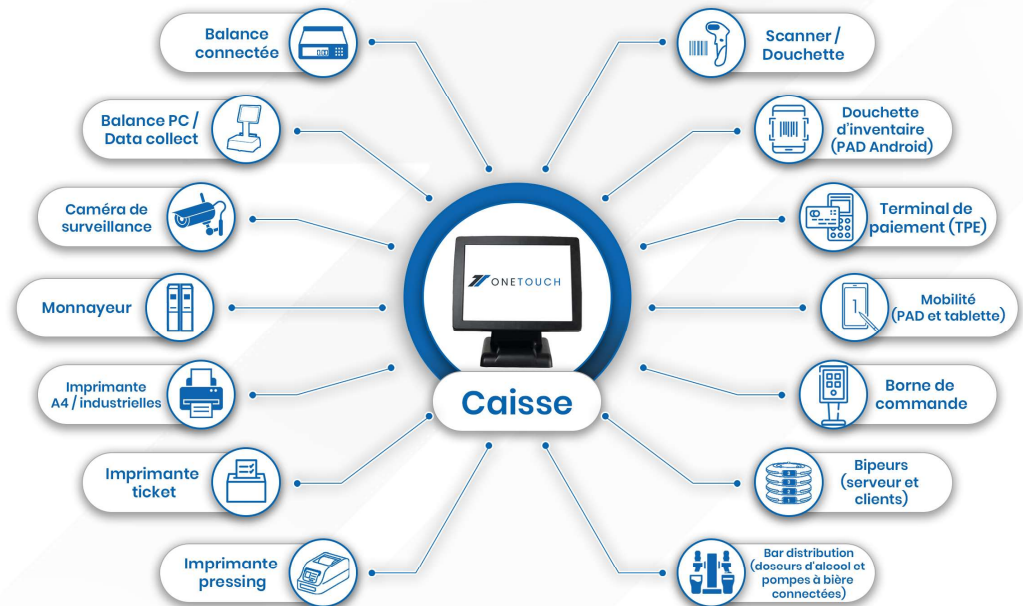 Balance
connectée
Balance PC /
Data collect
Caméra de
surveillance
Monnayeur
Imprimante
A4 / industrielles
Imprimante
ticket
Imprimante
pressing
ONETOUCH
Caisse
Scanner /
Douchette
Douchette
d'inventaire
(PAD Android)
Terminal de
paiement (TPE)
1
Mobilité
(PAD et tablette)
Borne de
commande
Bipeurs
(serveur et
clients)
Bar distribution
(doseurs d'alcool et
pompes à bière
connectées)